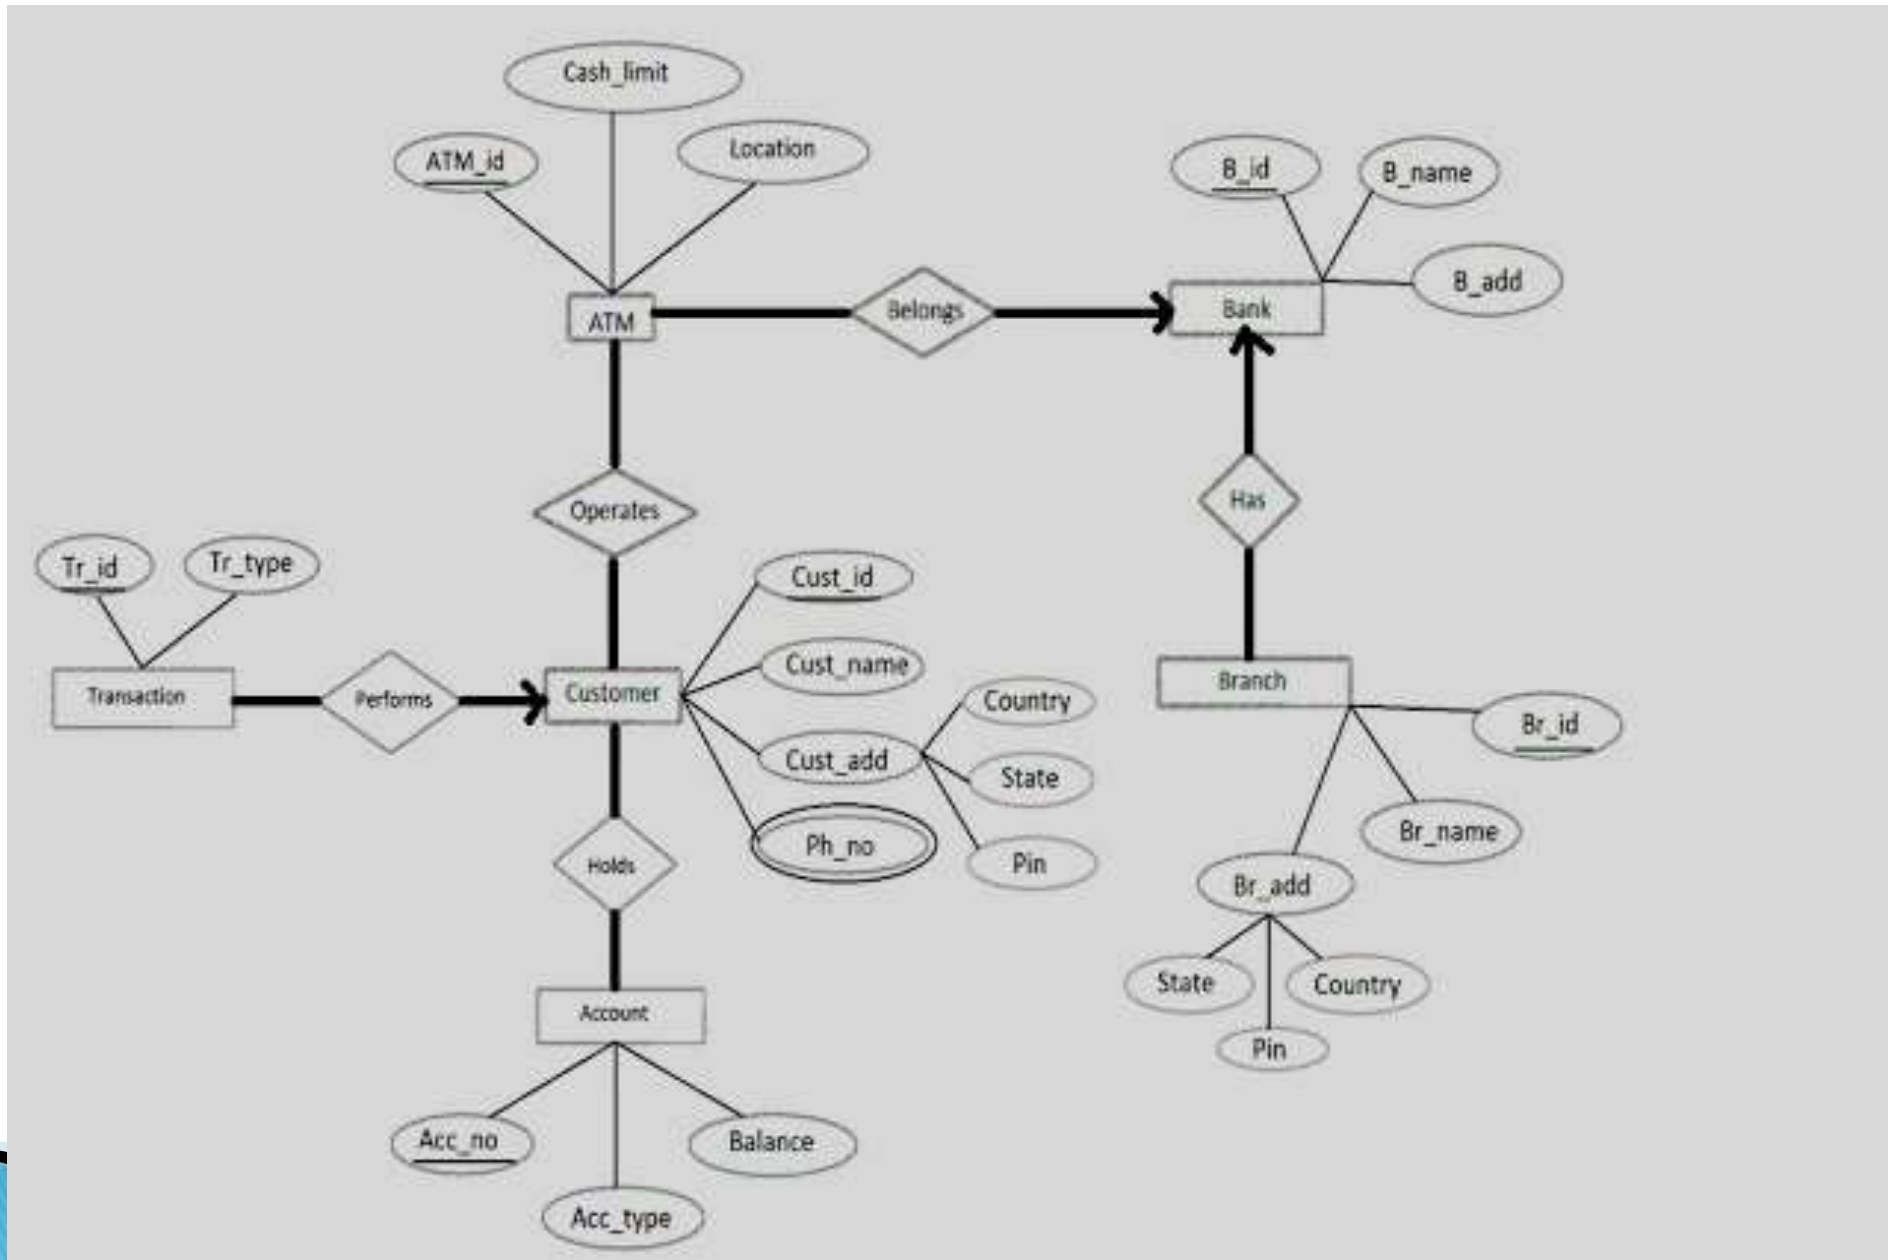 Cash_limit
ATM_id
Location
B_id
B_name
B_add
ATM
Belongs
Bank
Operates
Has
Tr_id
Tr_type
Cust_id
Cust_name
Cust_add
Ph_no
Country
State
Pin
Transaction
Performs
Customer
Branch
Br_id
Br_name
Br_add
State
Country
Pin
Holds
Account
Acc_no
Balance
Acc_type